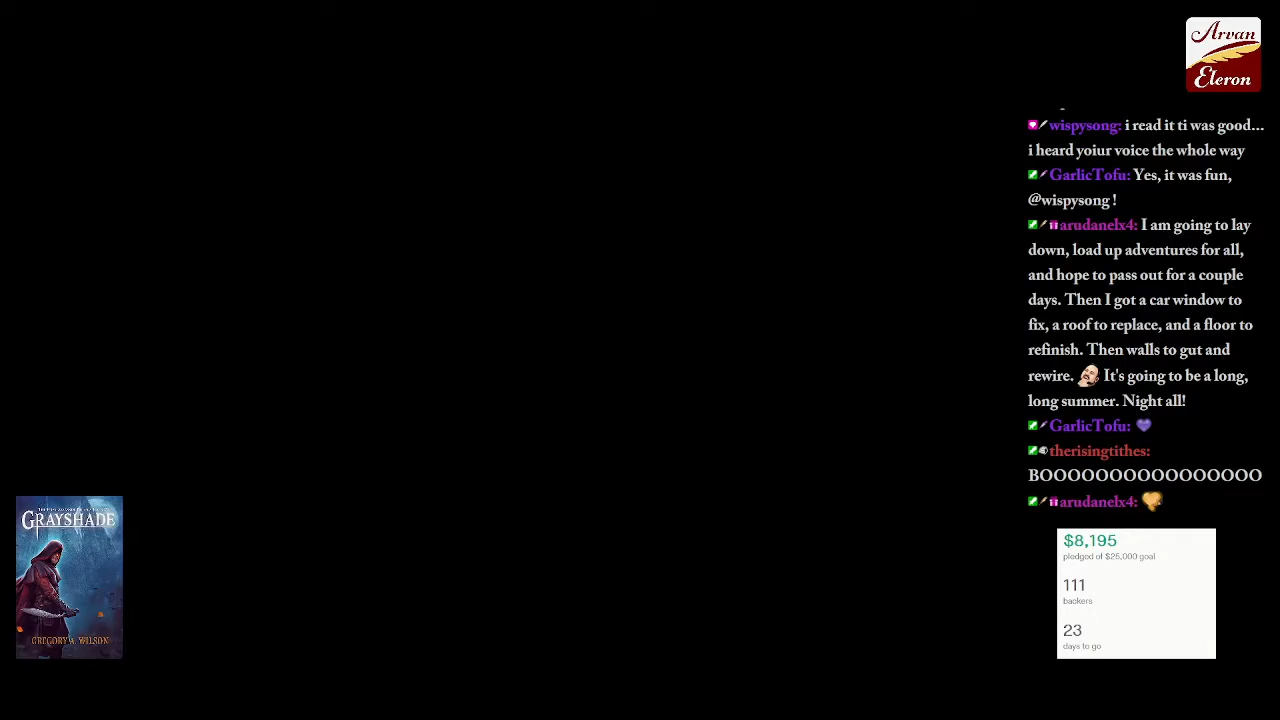 Arvan
Eleron
wispysong: i read it ti was good...
i heard yoiur voice the whole way
GarlicTofu: Yes, it was fun,
@wispysong !
arudanelx4: I am going to lay
down, load up adventures for all,
and hope to pass out for a couple
days. Then I got a car window to
fix, a roof to replace, and a floor to
refinish. Then walls to gut and
rewire. It's going to be a long,
long summer. Night all!
GarlicTofu:
therisingtithes:
BOOOOOOOOOOOOOOOO
arudanelx4:
GRAYSHADE
GREGORY A. WILSON
$8,195
pledged of $25,000 goal
111
backers
23
days to go